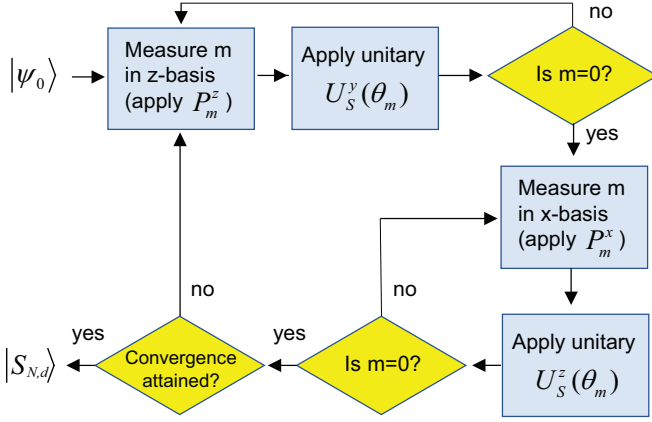 no
|ψ₀⟩
Measure m
in z-basis
(apply P_m^z )
Apply unitary
U_S^y(θ_m)
Is m=0?
yes
Measure m
in x-basis
(apply P_m^x )
Apply unitary
U_S^z(θ_m)
Is m=0?
no
yes
Convergence
attained?
no
yes
|S_{N,d}⟩